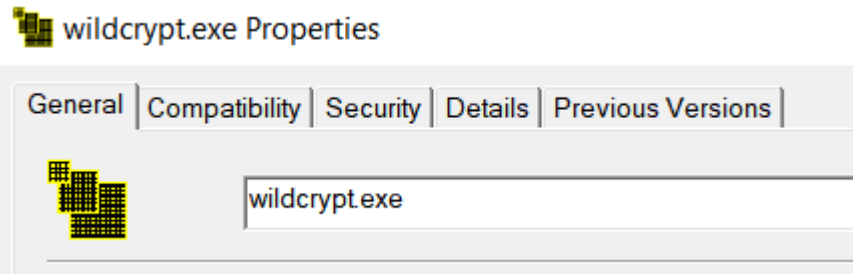 wildcrypt.exe Properties
General Compatibility Security Details Previous Versions
wildcrypt.exe